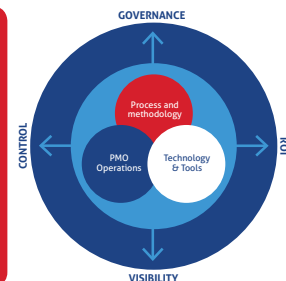 GOVERNANCE
Process and
methodology
CONTROL
PMO
Operations
Technology
& Tools
ROI
VISIBILITY